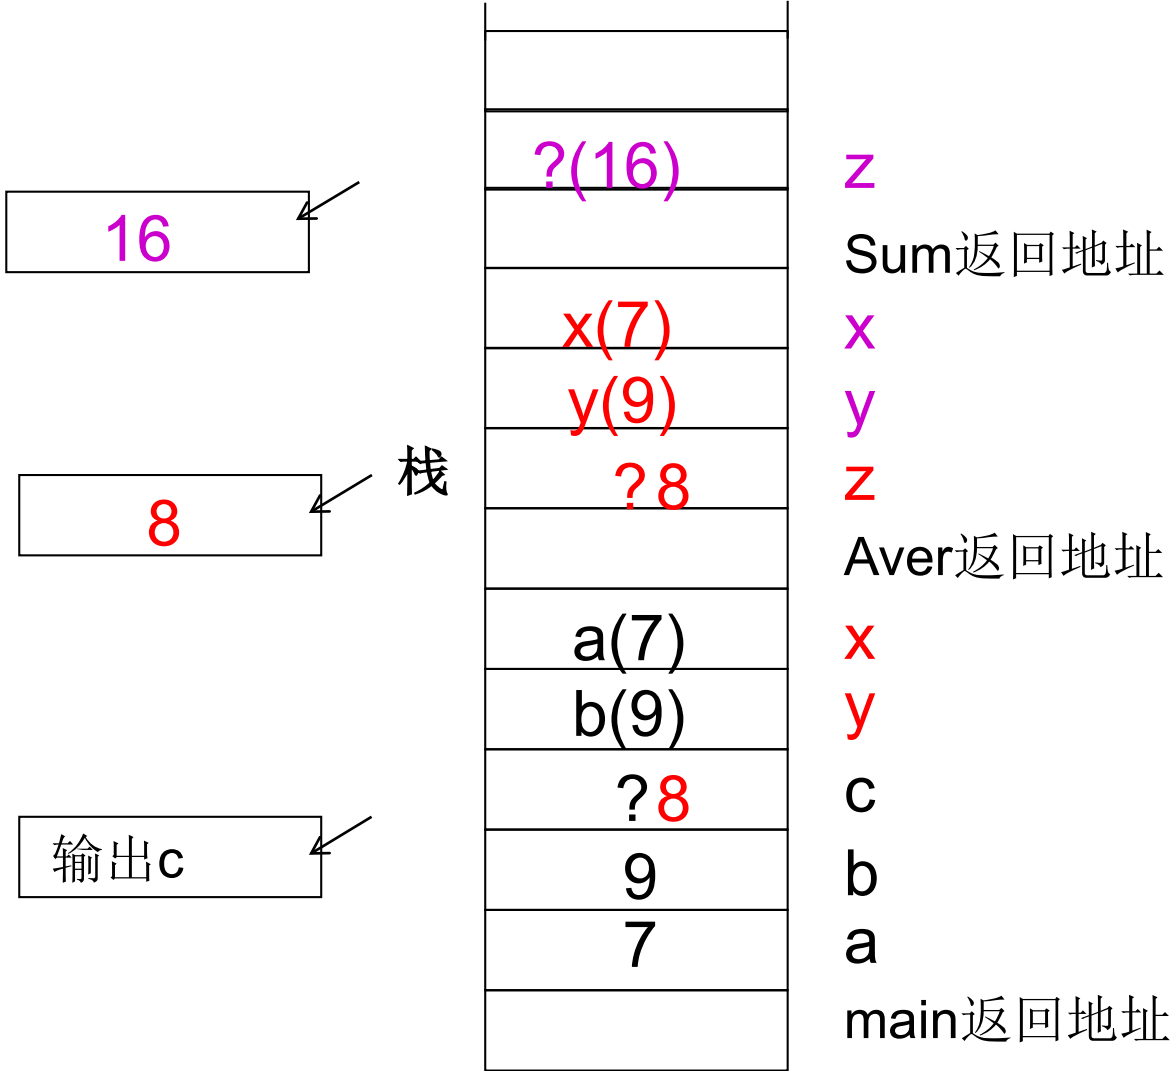 ?(16) z
16
Sum返回地址
x(7) x
y(9) y
栈
?8 z
8
Aver返回地址
a(7) x
b(9) y
?8 c
输出c
9 b
7 a
main返回地址